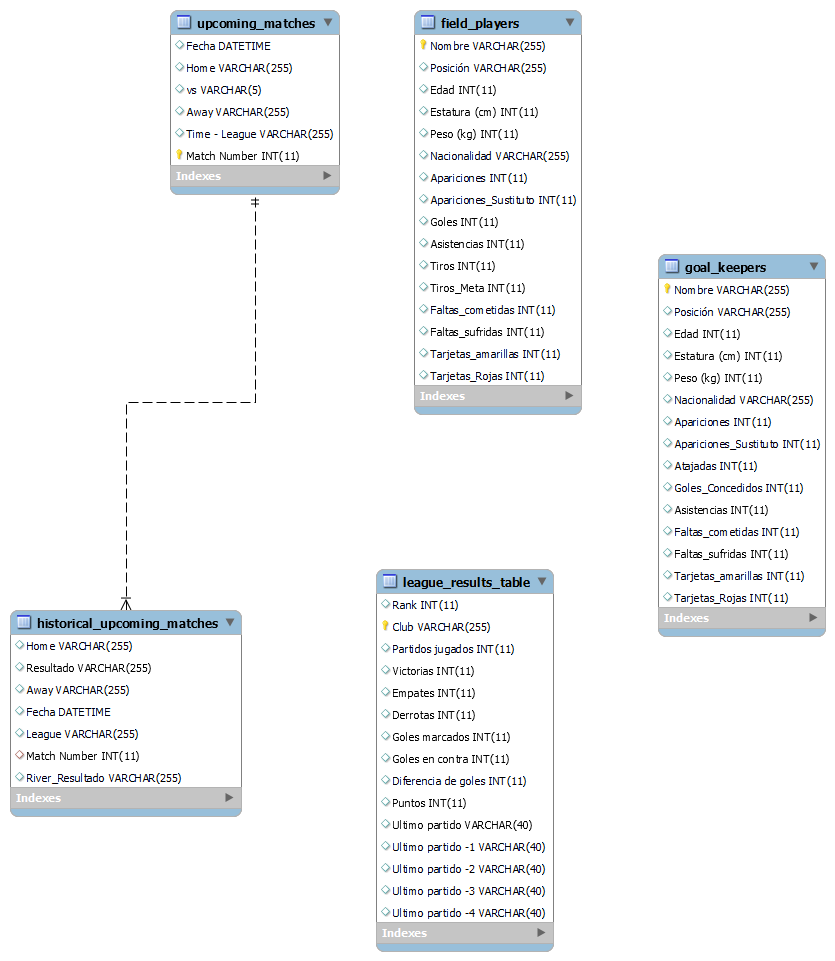 upcoming_matches
Fecha DATETIME
Home VARCHAR(255)
vs VARCHAR(5)
Away VARCHAR(255)
Time - League VARCHAR(255)
Match Number INT(11)
Indexes
field_players
Nombre VARCHAR(255)
Posición VARCHAR(255)
Edad INT(11)
Estatura (cm) INT(11)
Peso (kg) INT(11)
Nacionalidad VARCHAR(255)
Apariciones INT(11)
Apariciones_Sustituto INT(11)
Goles INT(11)
Asistencias INT(11)
Tiros INT(11)
Tiros_Meta INT(11)
Faltas_cometidas INT(11)
Faltas_sufridas INT(11)
Tarjetas_amarillas INT(11)
Tarjetas_Rojas INT(11)
Indexes
goal_keepers
Nombre VARCHAR(255)
Posición VARCHAR(255)
Edad INT(11)
Estatura (cm) INT(11)
Peso (kg) INT(11)
Nacionalidad VARCHAR(255)
Apariciones INT(11)
Apariciones_Sustituto INT(11)
Atajadas INT(11)
Goles_Concedidos INT(11)
Asistencias INT(11)
Faltas_cometidas INT(11)
Faltas_sufridas INT(11)
Tarjetas_amarillas INT(11)
Tarjetas_Rojas INT(11)
Indexes
historical_upcoming_matches
Home VARCHAR(255)
Resultado VARCHAR(255)
Away VARCHAR(255)
Fecha DATETIME
League VARCHAR(255)
Match Number INT(11)
River_Resultado VARCHAR(255)
Indexes
league_results_table
Rank INT(11)
Club VARCHAR(255)
Partidos jugados INT(11)
Victorias INT(11)
Empates INT(11)
Derrotas INT(11)
Goles marcados INT(11)
Goles en contra INT(11)
Diferencia de goles INT(11)
Puntos INT(11)
Ultimo partido VARCHAR(40)
Ultimo partido -1 VARCHAR(40)
Ultimo partido -2 VARCHAR(40)
Ultimo partido -3 VARCHAR(40)
Ultimo partido -4 VARCHAR(40)
Indexes